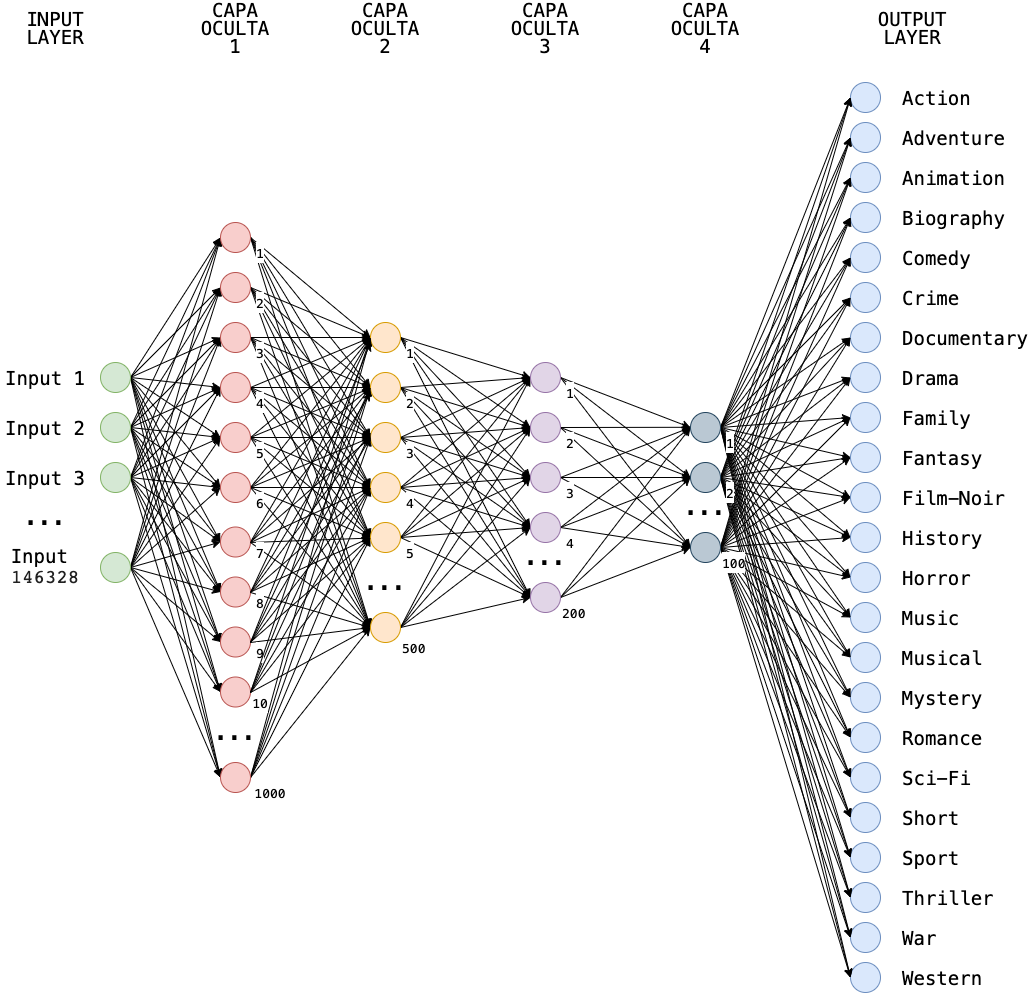 INPUT
LAYER
CAPA
OCULTA
1
CAPA
OCULTA
2
CAPA
OCULTA
3
CAPA
OCULTA
4
OUTPUT
LAYER
Input 1
Input 2
Input 3
...
Input
146328
1
2
3
4
5
6
7
8
9
10
...
1000
1
2
3
4
5
...
500
1
2
3
4
...
200
1
2
...
100
Action
Adventure
Animation
Biography
Comedy
Crime
Documentary
Drama
Family
Fantasy
Film-Noir
History
Horror
Music
Musical
Mystery
Romance
Sci-Fi
Short
Sport
Thriller
War
Western